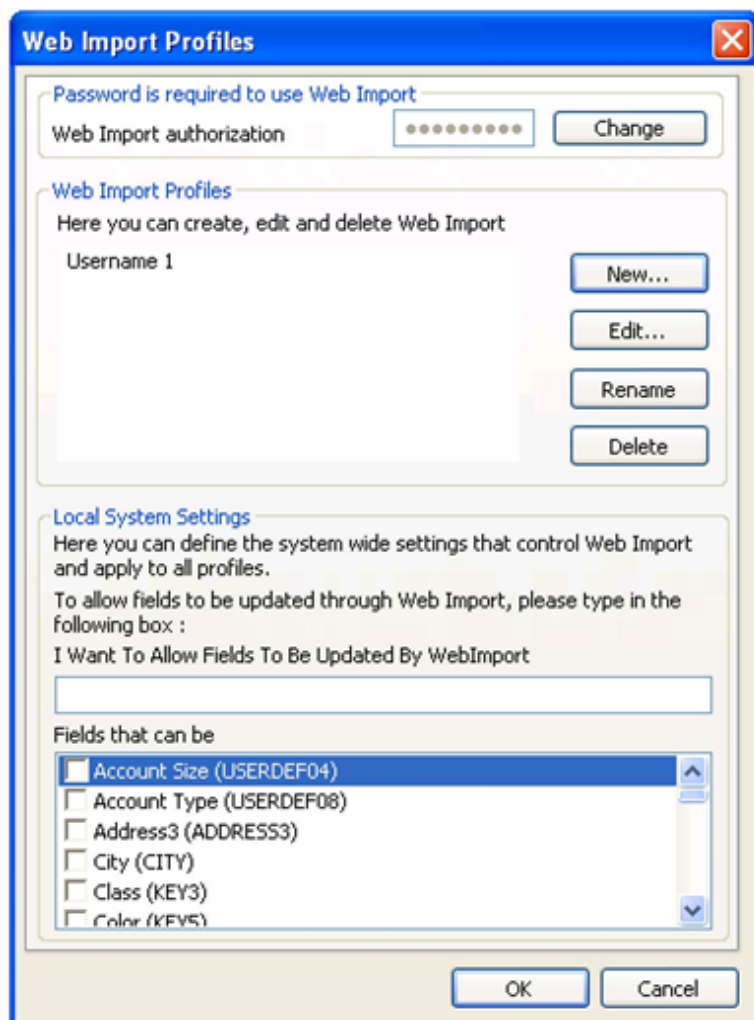 Web Import Profiles
Password is required to use Web Import
Web Import authorization
Change
Web Import Profiles
Here you can create, edit and delete Web Import
Username 1
New...
Edit...
Rename
Delete
Local System Settings
Here you can define the system wide settings that control Web Import
and apply to all profiles.
To allow fields to be updated through Web Import, please type in the
following box :
I Want To Allow Fields To Be Updated By WebImport
Fields that can be
Account Size (USERDEF04)
Account Type (USERDEF08)
Address3 (ADDRESS3)
City (CITY)
Class (KEY3)
Color (KEY5)
OK
Cancel